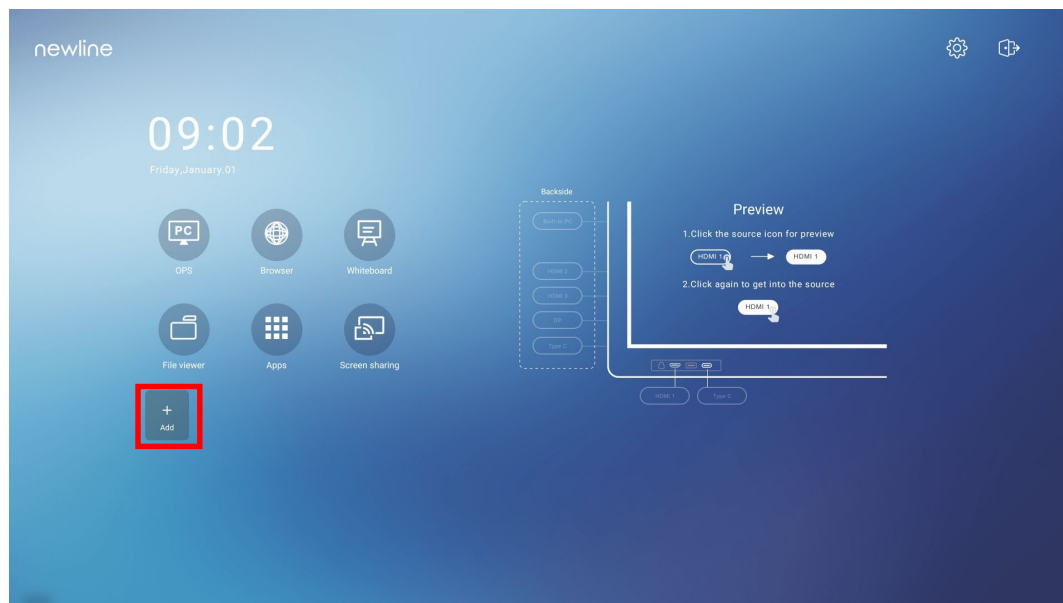 newline
09:02
Friday,January.01
PC
OPS
Browser
Whiteboard
File viewer
Apps
Screen sharing
+
Add
Backside
Built-in PC
HDMI 2
HDMI 3
DP
Type C
Preview
1.Click the source icon for preview
HDMI 1
HDMI 1
2.Click again to get into the source
HDMI 1
HDMI 1
Type C